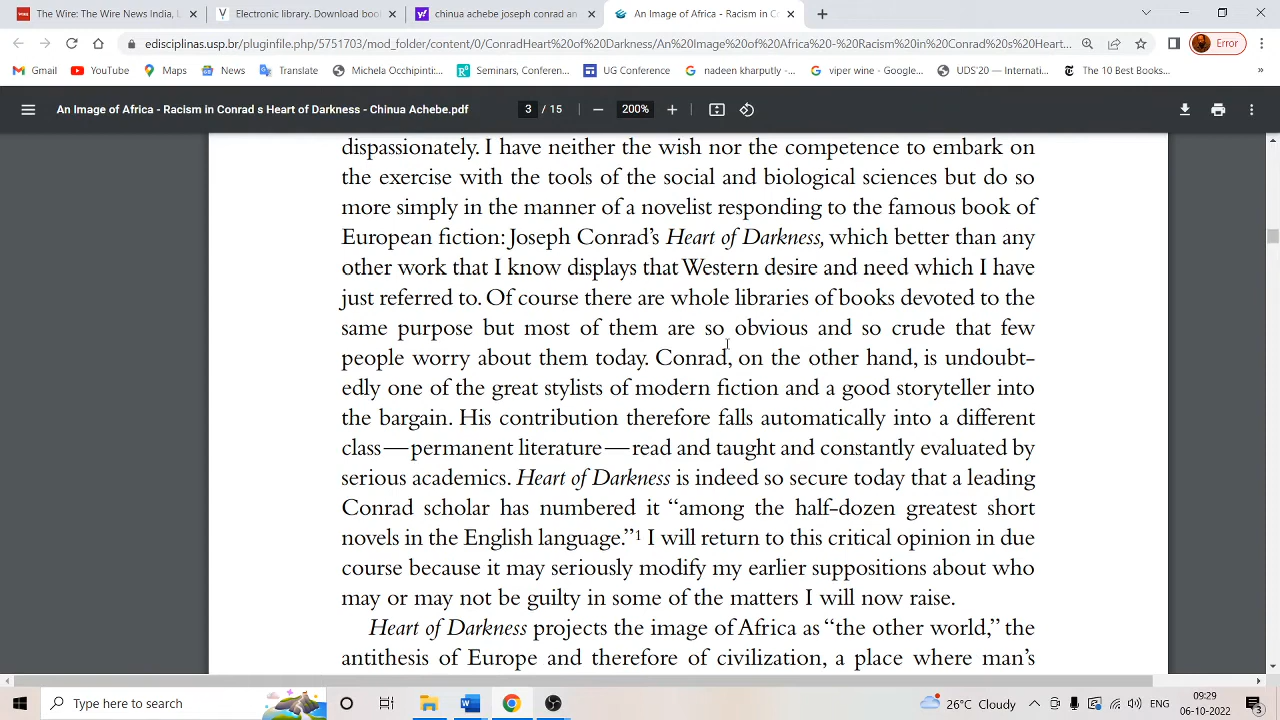 The Wire: The Wire News India, L
Electronic library. Download boo
chinua achebe joseph conrad an
An Image of Africa - Racism in C
edisciplinas.usp.br/pluginfile.php/5751703/mod_folder/content/0/Conrad%20Heart%20of%20Darkness/An%20Image%20of%20Africa%20-%20Racism%20in%20Conrad%20s%20Heart...
Error
Gmail
YouTube
Maps
News
Translate
Michela Occhipinti:...
Seminars, Conferen...
UG Conference
nadeen kharputly -...
viper wine - Google...
UDS'20 — Internati...
The 10 Best Books...
An Image of Africa - Racism in Conrad s Heart of Darkness - Chinua Achebe.pdf
3 / 15
200%
dispassionately. I have neither the wish nor the competence to embark on
the exercise with the tools of the social and biological sciences but do so
more simply in the manner of a novelist responding to the famous book of
European fiction: Joseph Conrad's Heart of Darkness, which better than any
other work that I know displays that Western desire and need which I have
just referred to. Of course there are whole libraries of books devoted to the
same purpose but most of them are so obvious and so crude that few
people worry about them today. Conrad, on the other hand, is undoubt-
edly one of the great stylists of modern fiction and a good storyteller into
the bargain. His contribution therefore falls automatically into a different
class—permanent literature—read and taught and constantly evaluated by
serious academics. Heart of Darkness is indeed so secure today that a leading
Conrad scholar has numbered it “among the half-dozen greatest short
novels in the English language.”1 I will return to this critical opinion in due
course because it may seriously modify my earlier suppositions about who
may or may not be guilty in some of the matters I will now raise.
Heart of Darkness projects the image of Africa as “the other world,” the
antithesis of Europe and therefore of civilization, a place where man's
Type here to search
26°C Cloudy
ENG
09:29
06-10-2022
3